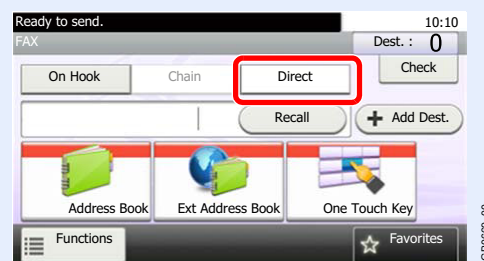 Ready to send. 10:10
FAX Dest. : 0
On Hook Chain Direct Check
Recall Add Dest.
Address Book Ext Address Book One Touch Key
Functions Favorites